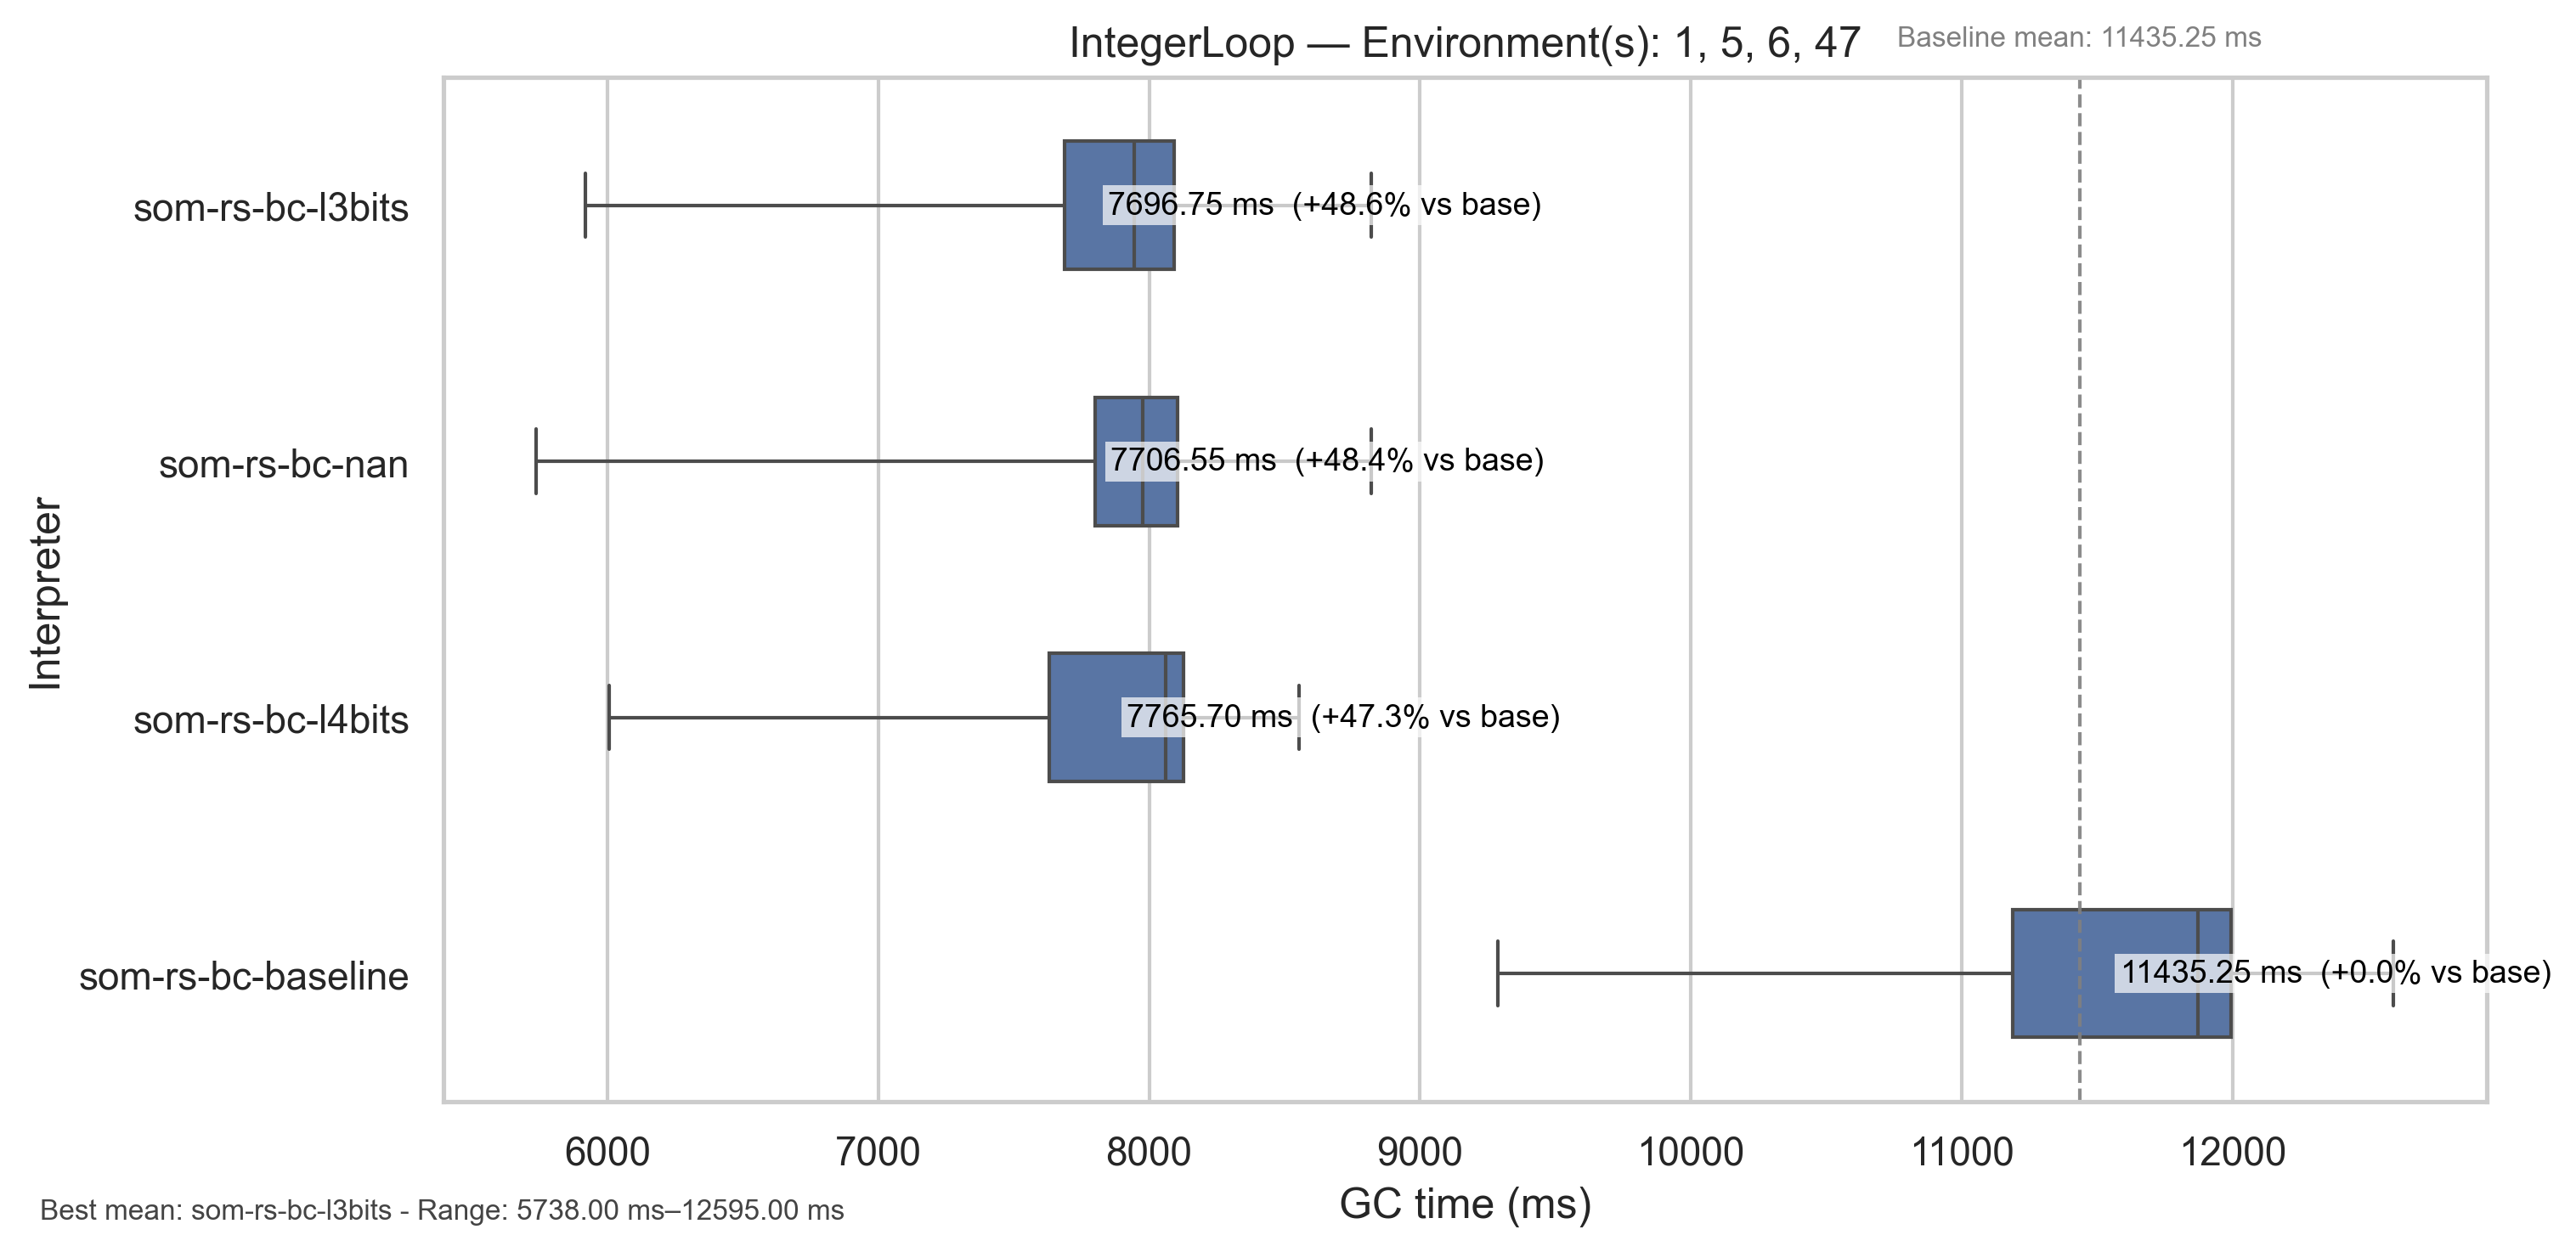 IntegerLoop — Environment(s): 1, 5, 6, 47
Baseline mean: 11435.25 ms
Interpreter
som-rs-bc-l3bits
7696.75 ms (+48.6% vs base)
som-rs-bc-nan
7706.55 ms (+48.4% vs base)
som-rs-bc-l4bits
7765.70 ms (+47.3% vs base)
som-rs-bc-baseline
11435.25 ms (+0.0% vs base)
6000 7000 8000 9000 10000 11000 12000
GC time (ms)
Best mean: som-rs-bc-l3bits - Range: 5738.00 ms–12595.00 ms